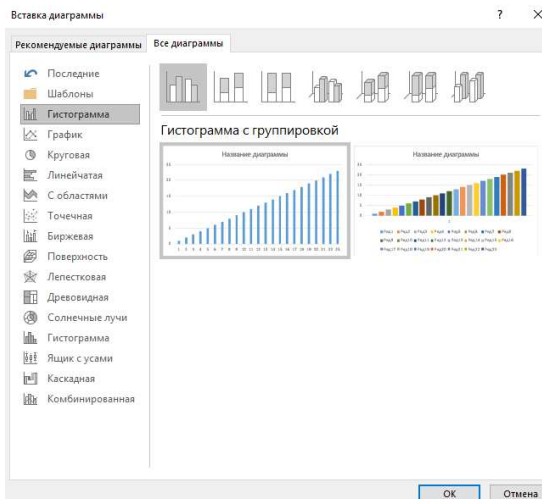 Вставка диаграммы
?
Рекомендуемые диаграммы
Все диаграммы
Последние
Шаблоны
Гистограмма
График
Круговая
Линейчатая
С областями
Точечная
Биржевая
Поверхность
Лепестковая
Древовидная
Солнечные лучи
Гистограмма
Ящик с усами
Каскадная
Комбинированная
Гистограмма с группировкой
Название диаграммы
Название диаграммы
ОК
Отмена